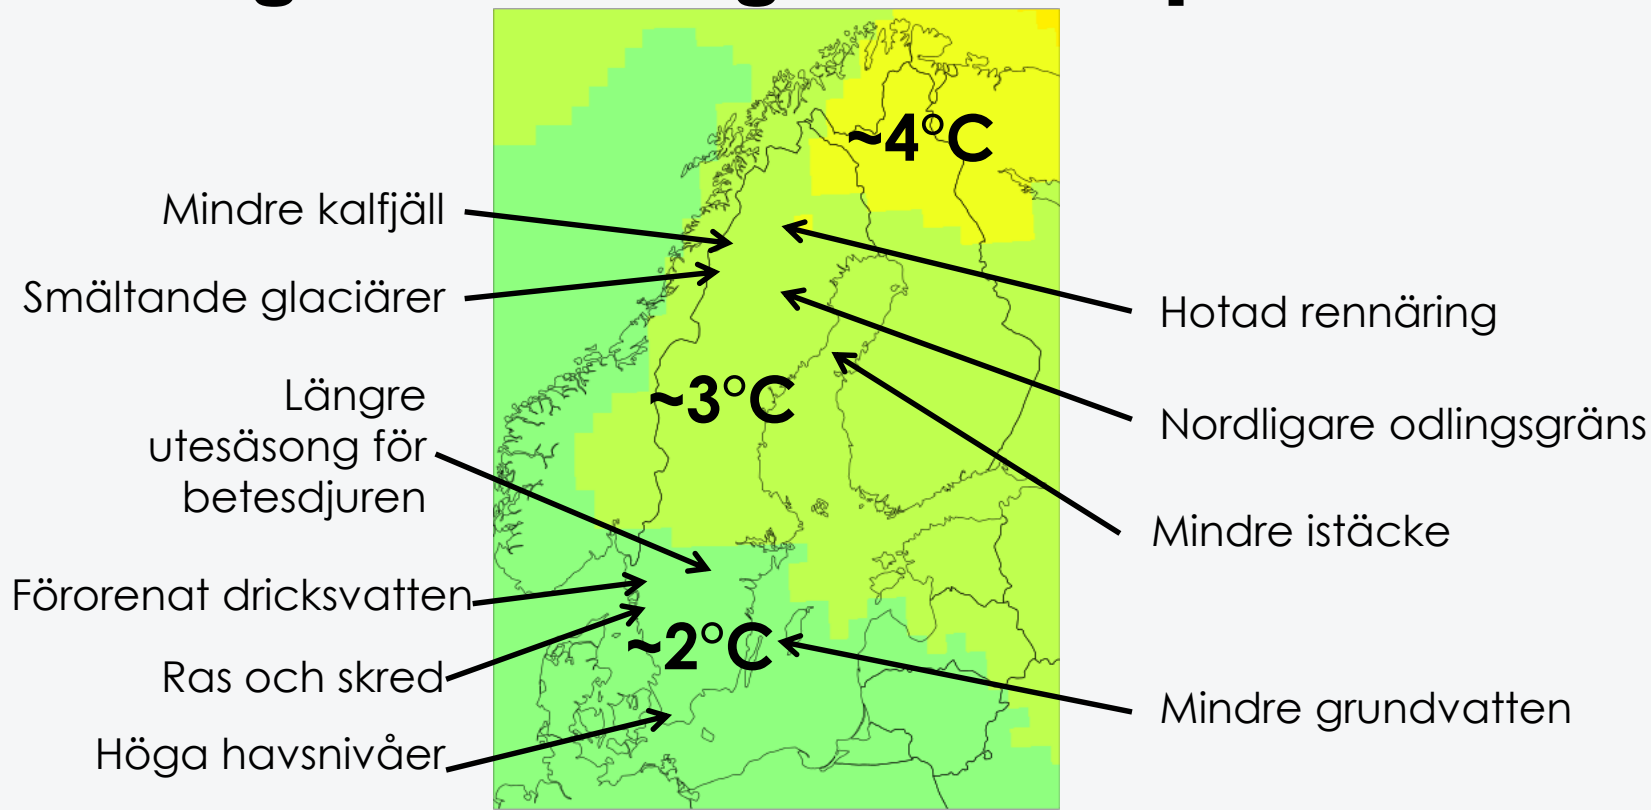 ~4°C
Mindre kalfjäll
Smältande glaciärer
Hotad rennäring
~3°C
Längre
utesäsong för
betesdjuren
Nordligare odlingsgräns
Mindre istäcke
Förorenat dricksvatten
~2°C
Ras och skred
Mindre grundvatten
Höga havsnivåer